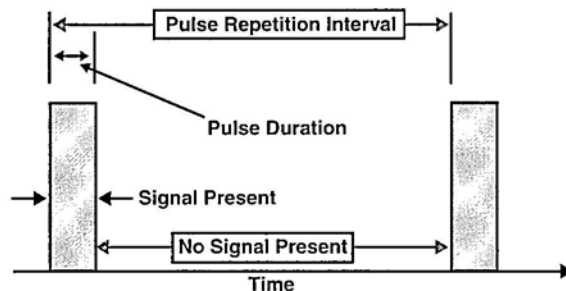 Pulse Repetition Interval
Pulse Duration
Signal Present
No Signal Present
Time